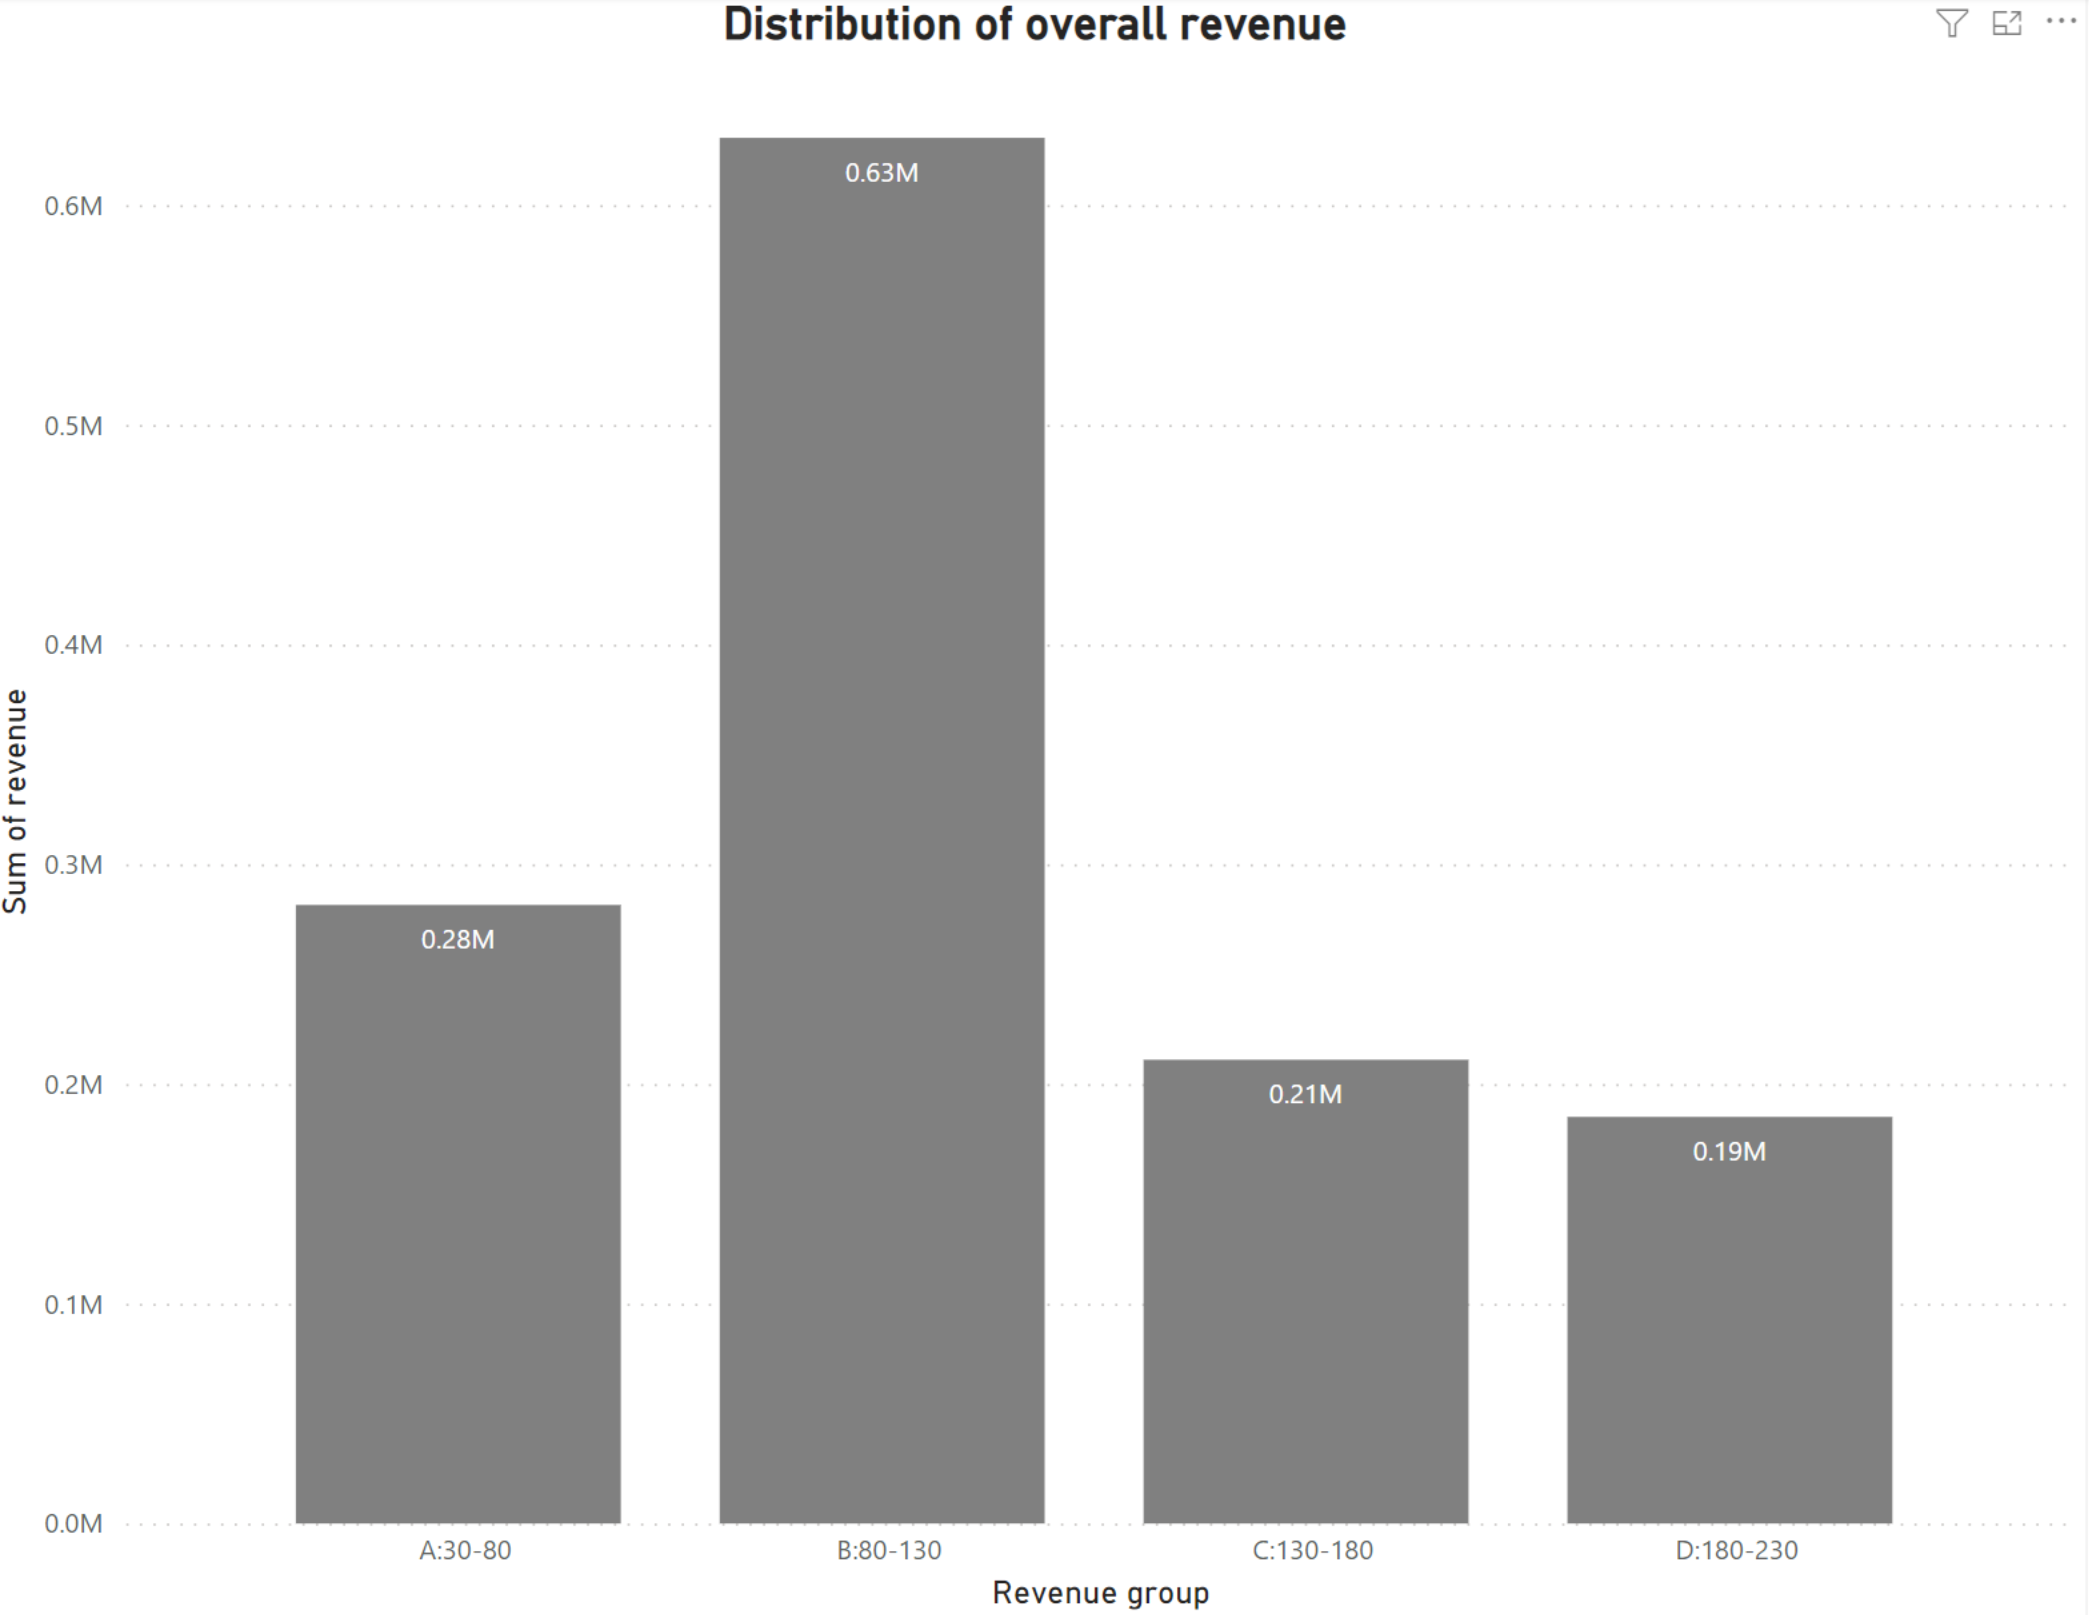 Distribution of overall revenue
0.6M
0.5M
0.4M
0.3M
0.2M
0.1M
0.0M
Sum of revenue
0.28M
0.63M
0.21M
0.19M
A:30-80
B:80-130
C:130-180
D:180-230
Revenue group